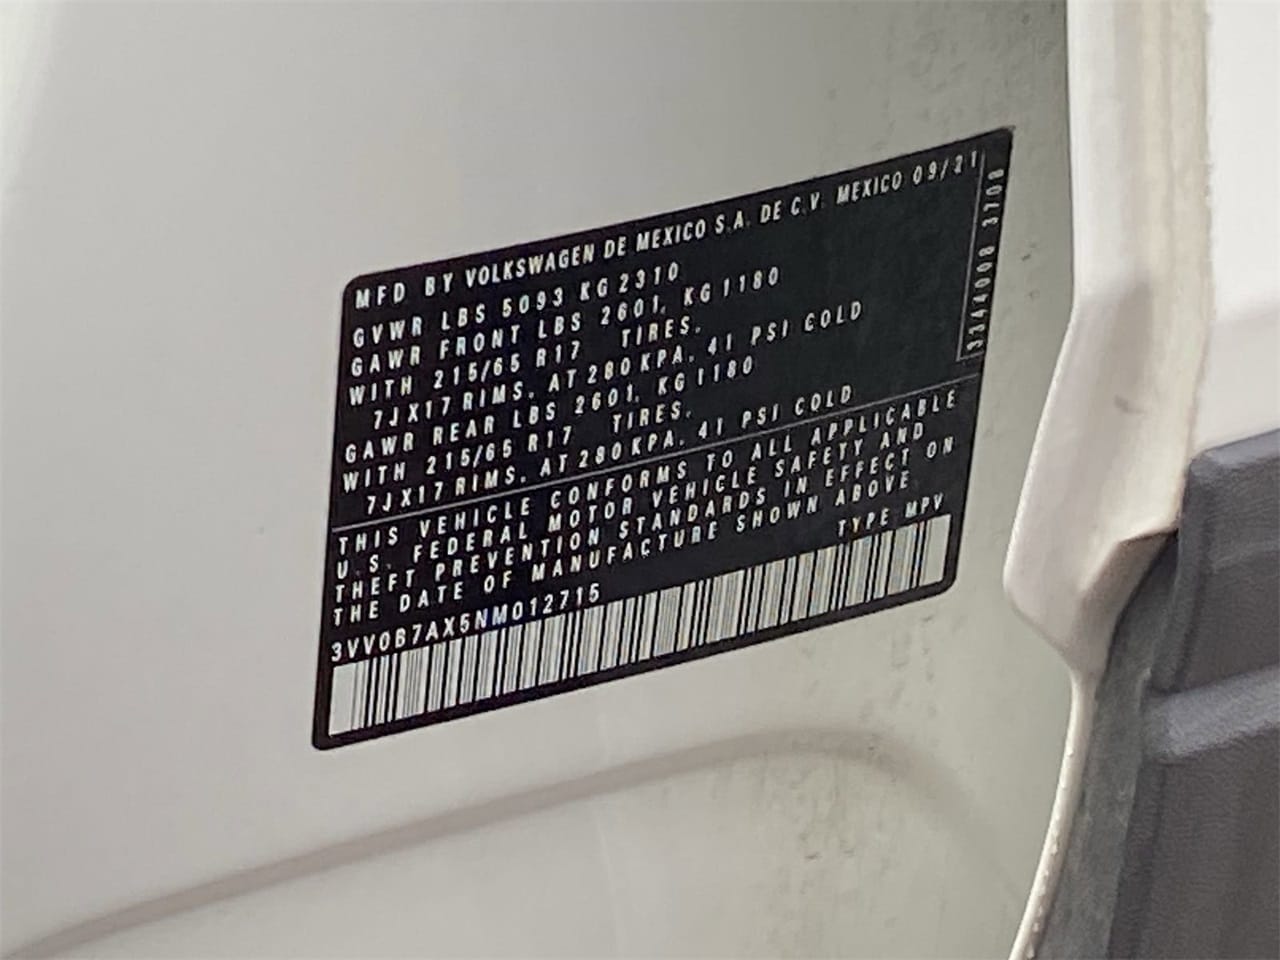 MFD BY VOLKSWAGEN DE MEXICO S.A. DE C.V. MEXICO 09/21
GVWR LBS 5093 KG 2310
GAWR FRONT LBS 2601, KG 1180
WITH 215/65 R17 TIRES,
7JX17 RIMS, AT 280 KPA, 41 PSI COLD
GAWR REAR LBS 2601, KG 1180
WITH 215/65 R17 TIRES,
7JX17 RIMS, AT 280 KPA, 41 PSI COLD
THIS VEHICLE CONFORMS TO ALL APPLICABLE
U.S. FEDERAL MOTOR VEHICLE SAFETY AND
THEFT PREVENTION STANDARDS IN EFFECT ON
THE DATE OF MANUFACTURE SHOWN ABOVE
3VV0B7AX5NM012715 TYPE MPV
3344008 3708